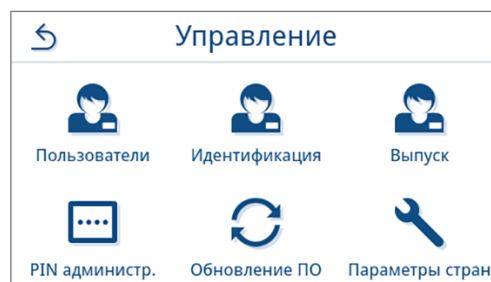 Управление
Пользователи Идентификация Выпуск
PIN администр. Обновление ПО Параметры стран